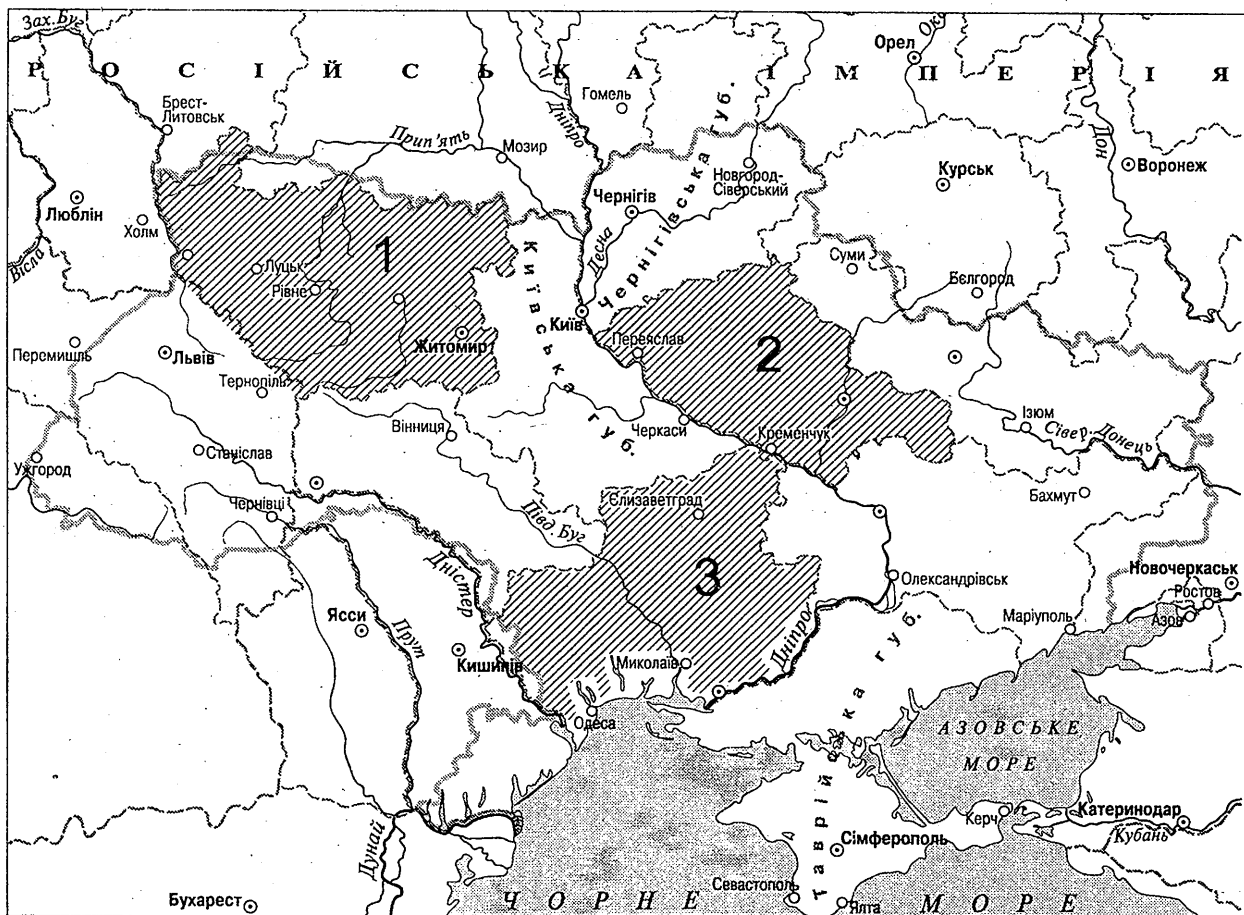 Зах. Буг
РОСІЙСЬКА ІМПЕРІЯ
Орел
Ока
Брест-
Литовськ
Гомель
Дніпро
Прип'ять
Мозир
Дон
Воронеж
Новгород-
Сіверський
Курськ
Чернігів
Чернігівська губ.
Люблін
Холм
Вісла
1
Луцьк
Рівне
Десна
Київська губ.
Суми
Бєлгород
Київ
Житомир
Переяслав
2
Перемишль
Львів
Тернопіль
Вінниця
Черкаси
Кременчук
Ізюм
Сівер. Донець
Станіслав
Ужгород
Чернівці
Єлизаветград
Бахмут
Півд. Буг
Дністер
3
Олександрівськ
Новочеркаськ
Ростов
Азов
Маріуполь
Ясси
Прут
Кишинів
Миколаїв
Дніпро
Одеса
Таврійська губ.
АЗОВСЬКЕ
МОРЕ
Керч
Катеринодар
Кубань
Сімферополь
Дунай
Бухарест
Севастополь
Ялта
ЧОРНЕ МОРЕ